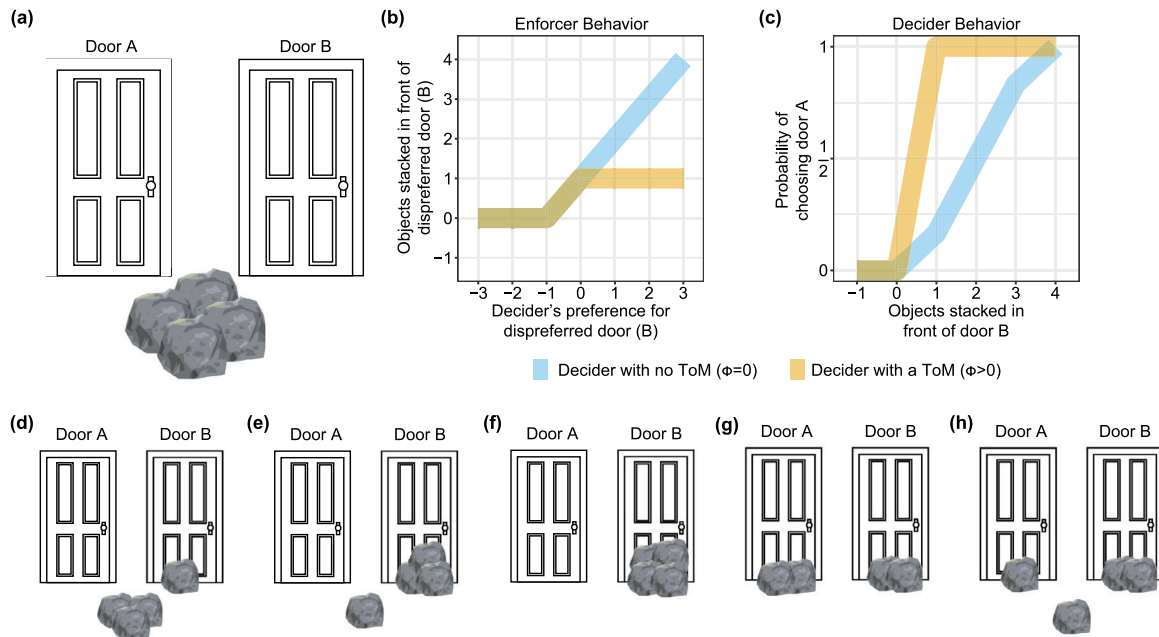 (a)
Door A
Door B
(b)
Enforcer Behavior
Objects stacked in front of
dispreferred door (B)
4
3
2
1
0
−1
−3
−2
−1
0
1
2
3
Decider's preference for
dispreferred door (B)
(c)
Decider Behavior
Probability of
choosing door A
1
1
2
0
−1
0
1
2
3
4
Objects stacked in
front of door B
Decider with no ToM (Φ=0)
Decider with a ToM (Φ>0)
(d)
Door A
Door B
(e)
Door A
Door B
(f)
Door A
Door B
(g)
Door A
Door B
(h)
Door A
Door B